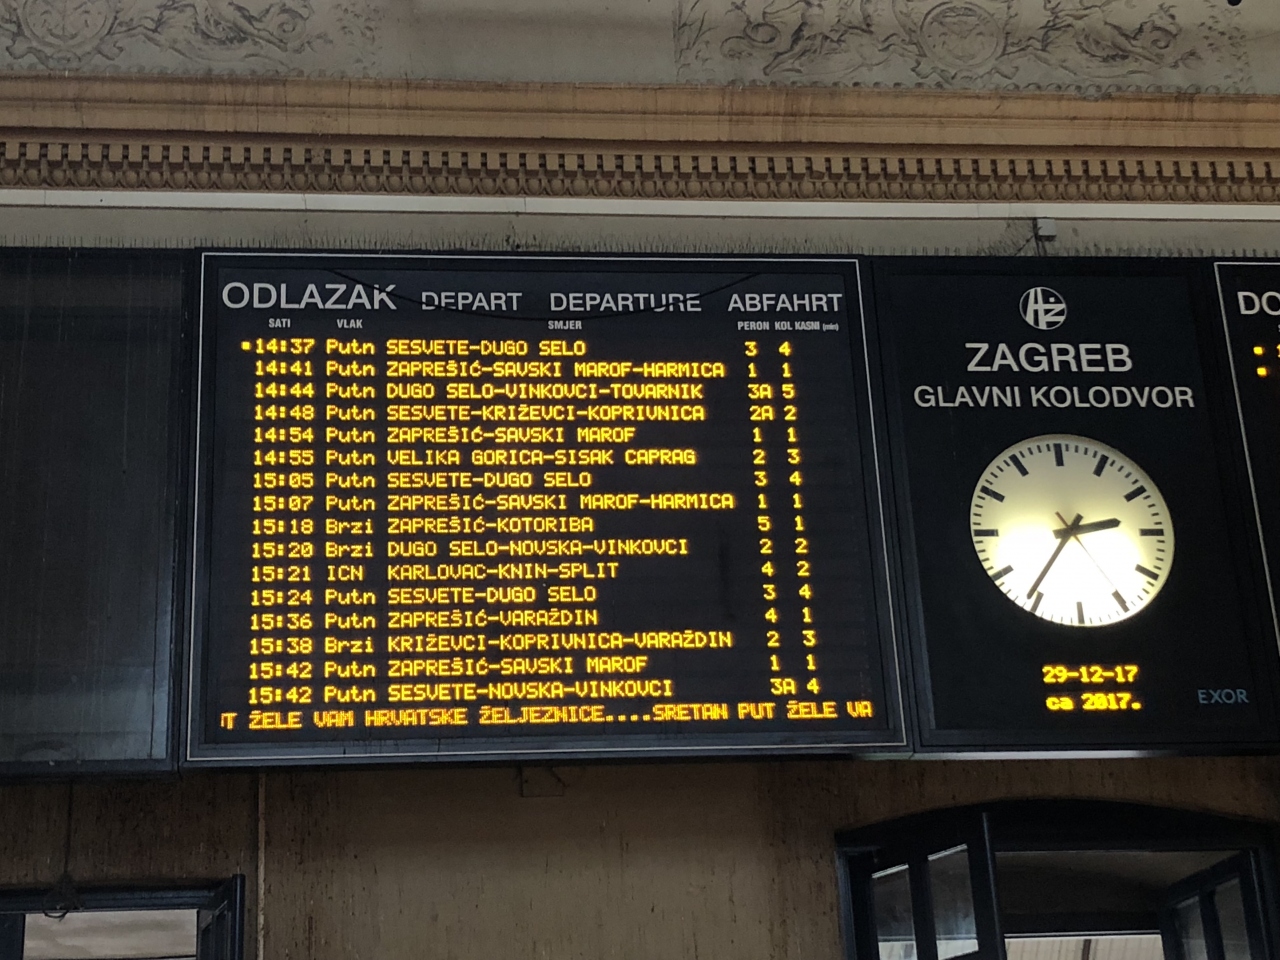 ODLAZAK DEPART DEPARTURE ABFAHRT
SATI VLAK SMJER PERON KOL KASNI (min)
14:37 Putn SESVETE-DUGO SELO 3 4
14:41 Putn ZAPREŠIĆ-SAVSKI MAROF-HARMICA 1 1
14:44 Putn DUGO SELO-VINKOVCI-TOVARNIK 3A 5
14:48 Putn SESVETE-KRIŽEVCI-KOPRIVNICA 2A 2
14:54 Putn ZAPREŠIĆ-SAVSKI MAROF 1 1
14:55 Putn VELIKA GORICA-SISAK CAPRAG 2 3
15:05 Putn SESVETE-DUGO SELO 3 4
15:07 Putn ZAPREŠIĆ-SAVSKI MAROF-HARMICA 1 1
15:18 Brzi ZAPREŠIĆ-KOTORIBA 5 1
15:20 Brzi DUGO SELO-NOVSKA-VINKOVCI 2 2
15:21 ICN KARLOVAC-KNIN-SPLIT 4 2
15:24 Putn SESVETE-DUGO SELO 3 4
15:36 Putn ZAPREŠIĆ-VARAŽDIN 4 1
15:38 Brzi KRIŽEVCI-KOPRIVNICA-VARAŽDIN 2 3
15:42 Putn ZAPREŠIĆ-SAVSKI MAROF 1 1
15:42 Putn SESVETE-NOVSKA-VINKOVCI 3A 4
T ŽELE VAM HRVATSKE ŽELJEZNICE....SRETAN PUT ŽELE VA
HŽ
ZAGREB
GLAVNI KOLODVOR
29-12-17
ca 2017.
EXOR
DO